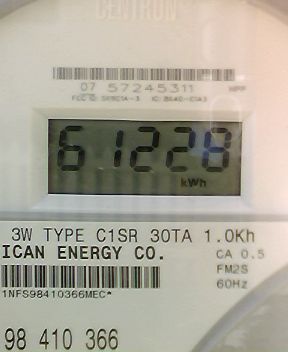 CENTRON
07 57245311
61228
kWh
3W TYPE C1SR 30TA 1.0Kh
ICAN ENERGY CO.
CA 0.5
FM2S
60Hz
1NFS98410366MEC*
98 410 366